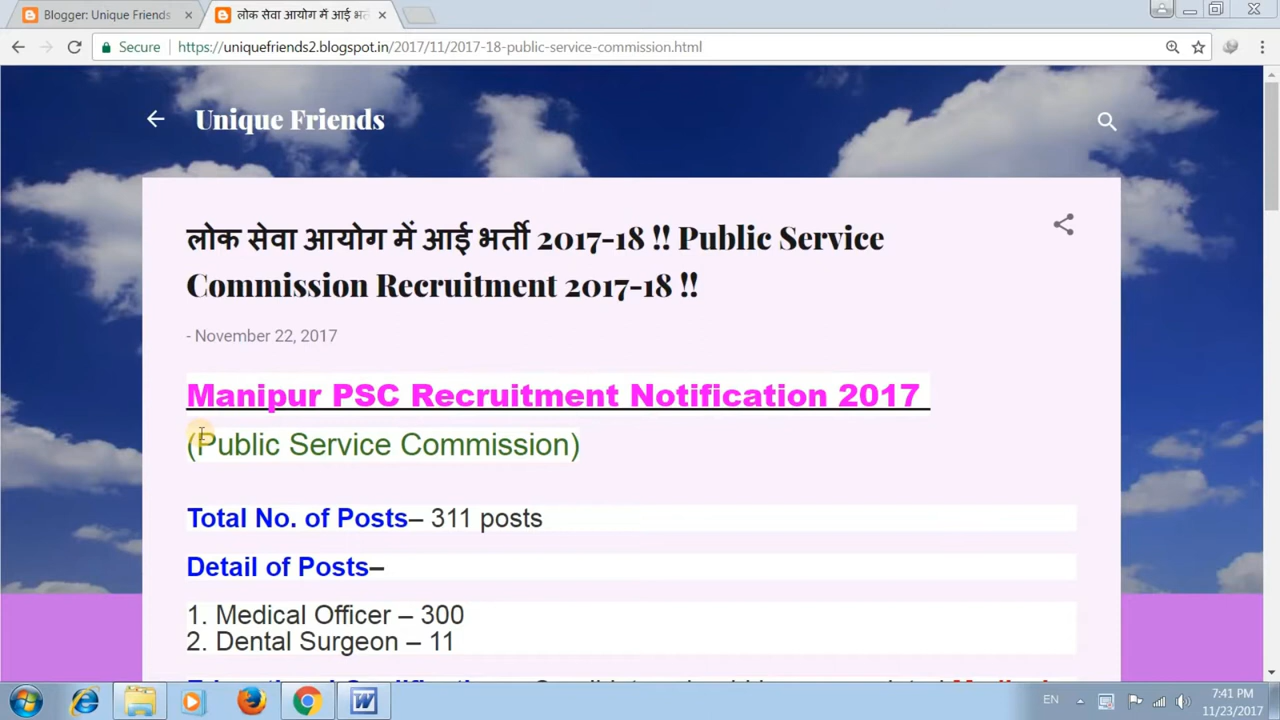 Blogger: Unique Friends
लोक सेवा आयोग में आई
Secure
https://uniquefriends2.blogspot.in/2017/11/2017-18-public-service-commission.html
Unique Friends
लोक सेवा आयोग में आई भर्ती 2017-18 !! Public Service
Commission Recruitment 2017-18 !!
- November 22, 2017
Manipur PSC Recruitment Notification 2017
(Public Service Commission)
Total No. of Posts– 311 posts
Detail of Posts–
1. Medical Officer – 300
2. Dental Surgeon – 11
EN
7:41 PM
11/23/2017